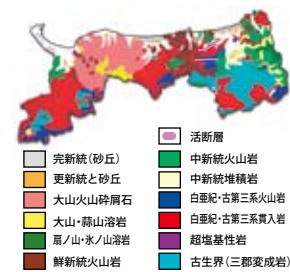 完新統(砂丘)
更新統と砂丘
大山火山砕屑石
大山・蒜山溶岩
扇ノ山・氷ノ山溶岩
鮮新統火山岩
活断層
中新統火山岩
中新統堆積岩
白亜紀・古第三系火山岩
白亜紀・古第三系貫入岩
超塩基性岩
古生界(三郡変成岩)